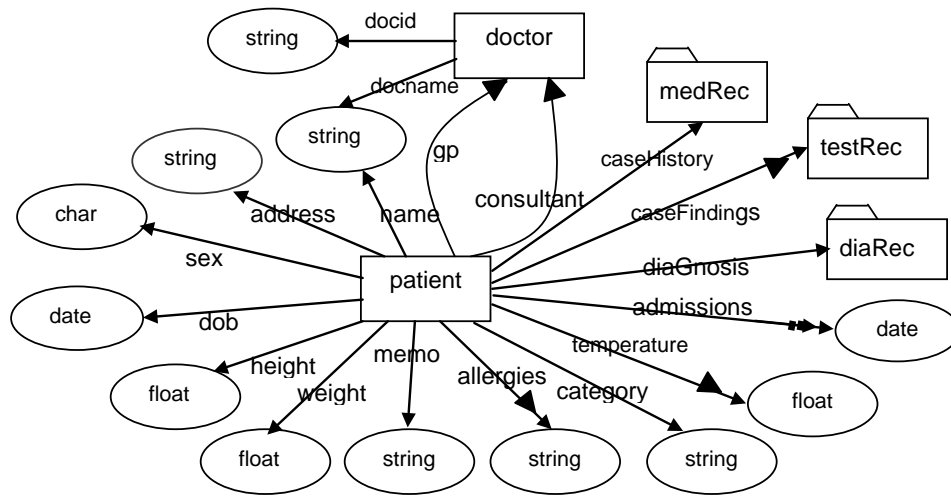 docid
string
doctor
docname
medRec
string
gp
testRec
string
caseHistory
consultant
caseFindings
char
address
name
sex
diaRec
diaGnosis
patient
admissions
date
dob
date
temperature
memo
height
allergies
weight
category
float
float
float
string
string
string